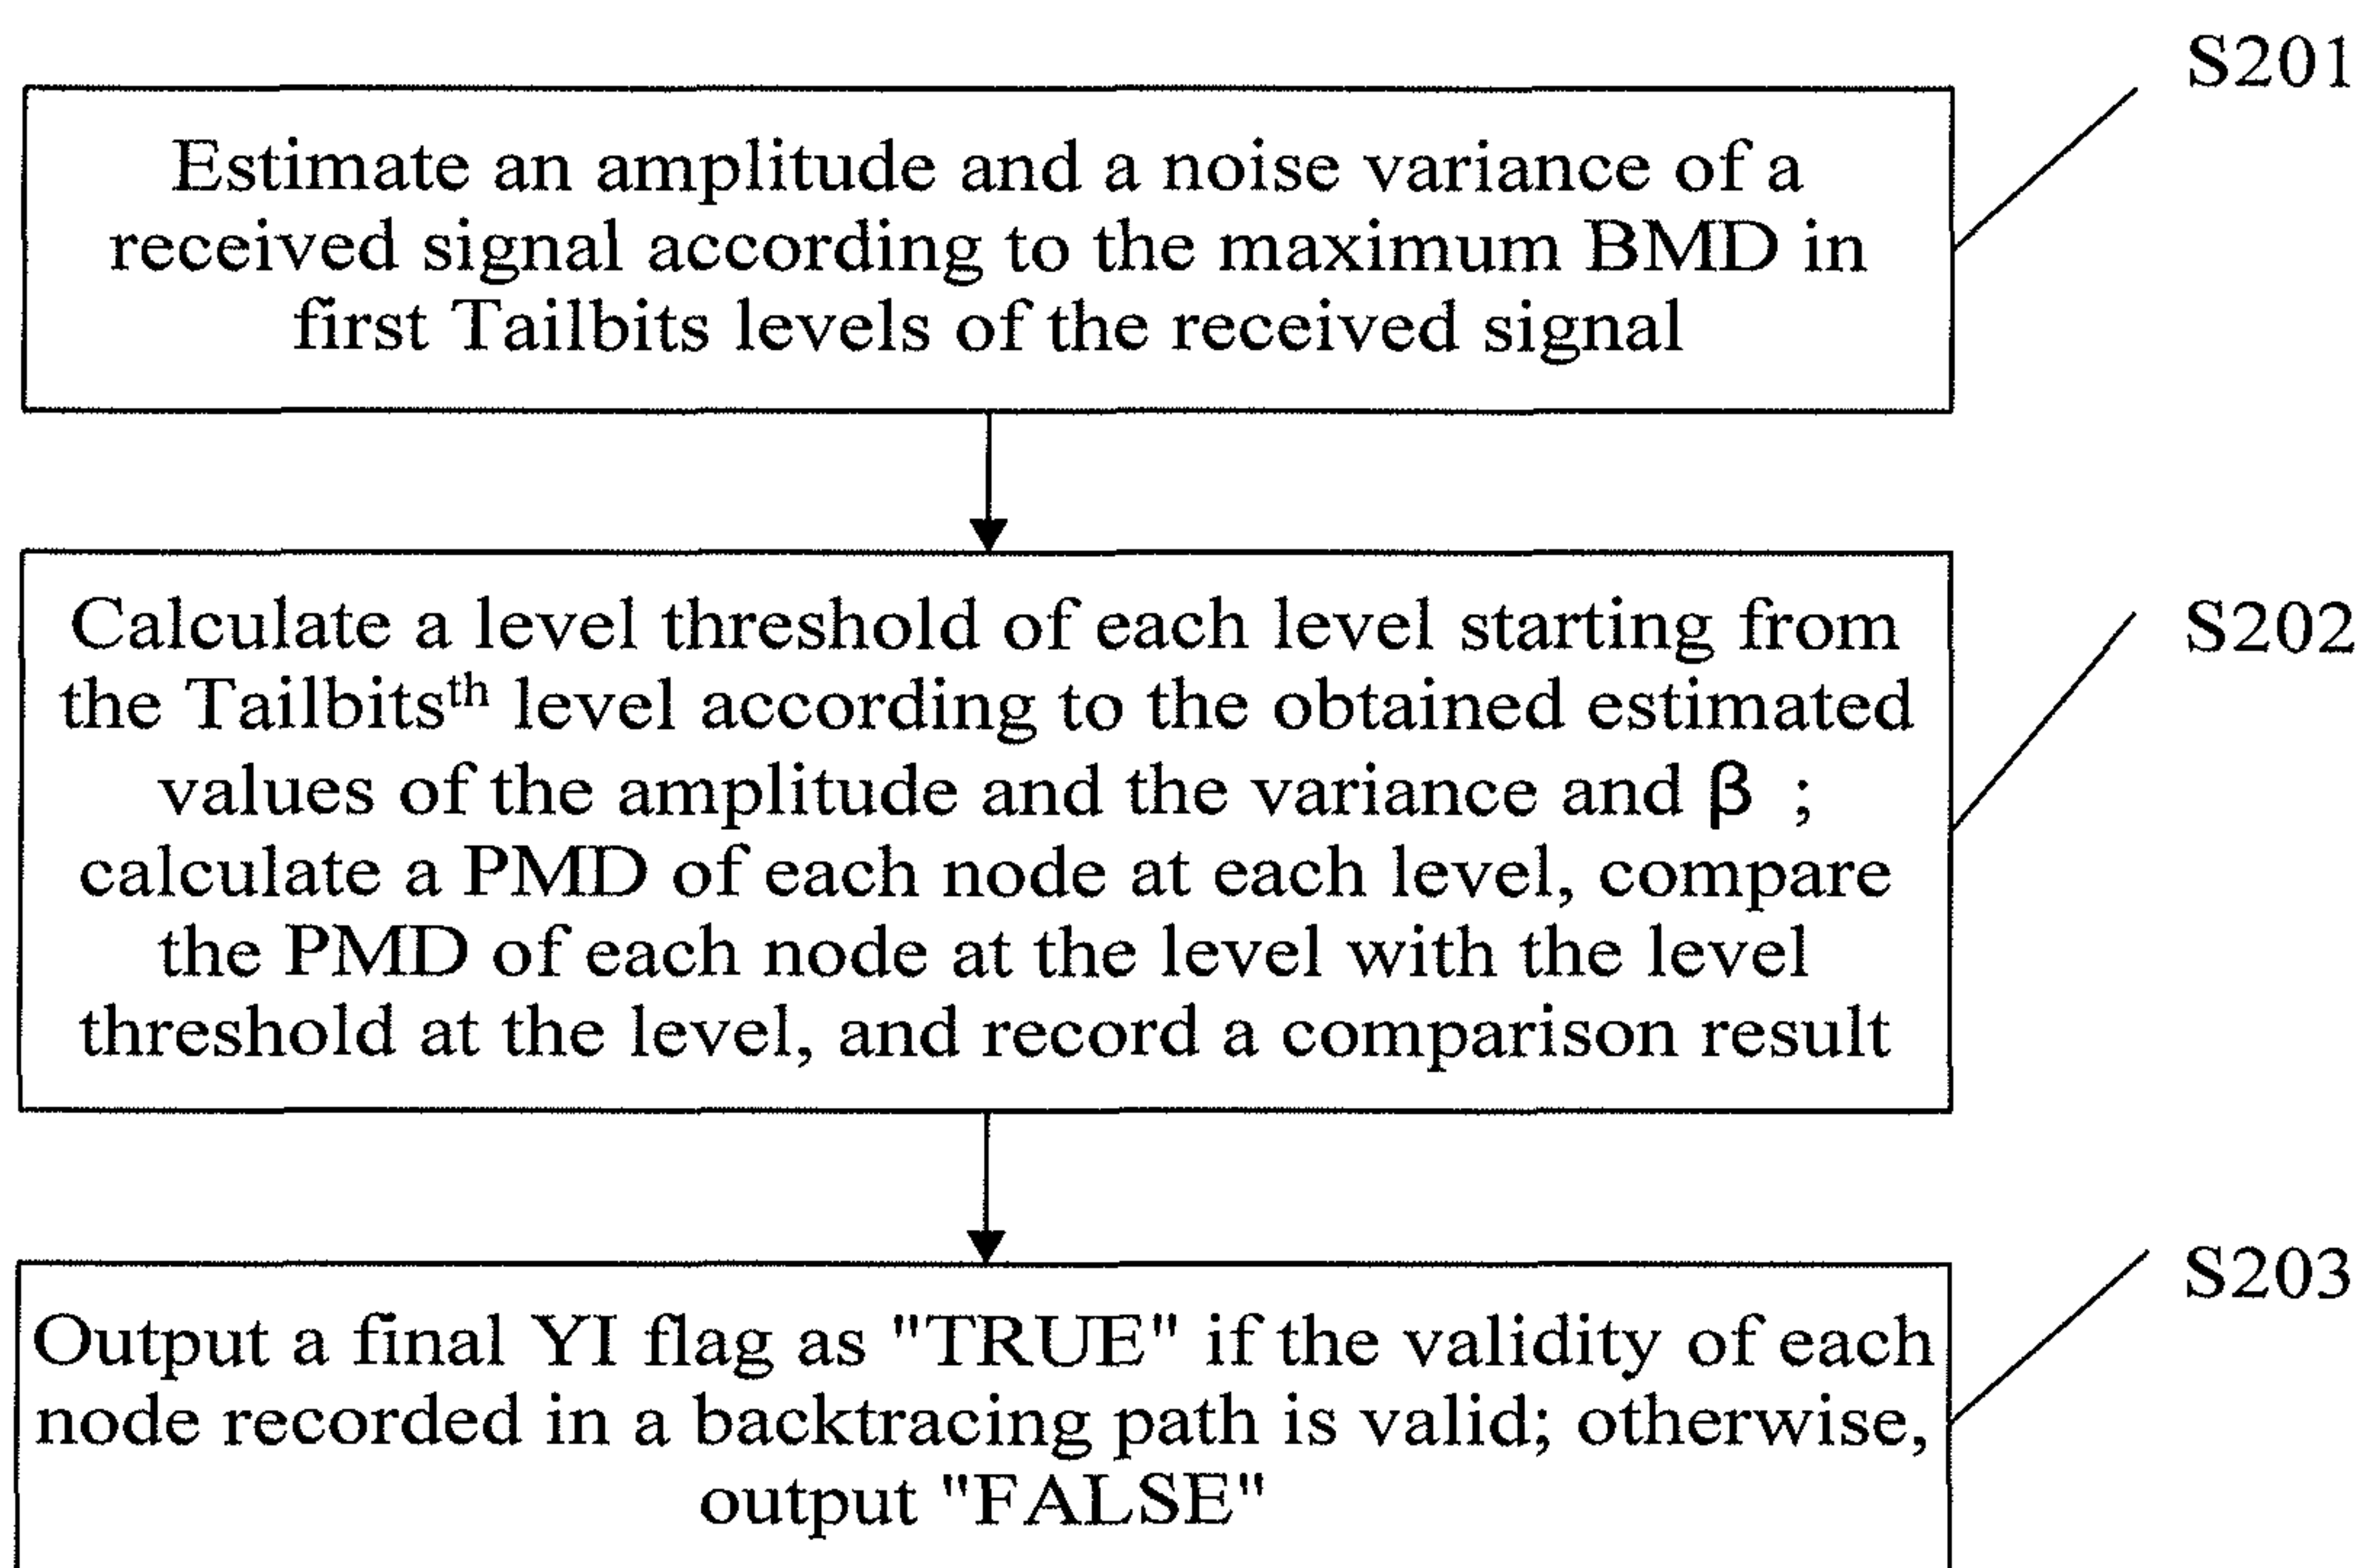 S201
Estimate an amplitude and a noise variance of a
received signal according to the maximum BMD in
first Tailbits levels of the received signal
S202
Calculate a level threshold of each level starting from
the Tailbitsᵗʰ level according to the obtained estimated
values of the amplitude and the variance and β ;
calculate a PMD of each node at each level, compare
the PMD of each node at the level with the level
threshold at the level, and record a comparison result
S203
Output a final YI flag as "TRUE" if the validity of each
node recorded in a backtracing path is valid; otherwise,
output "FALSE"